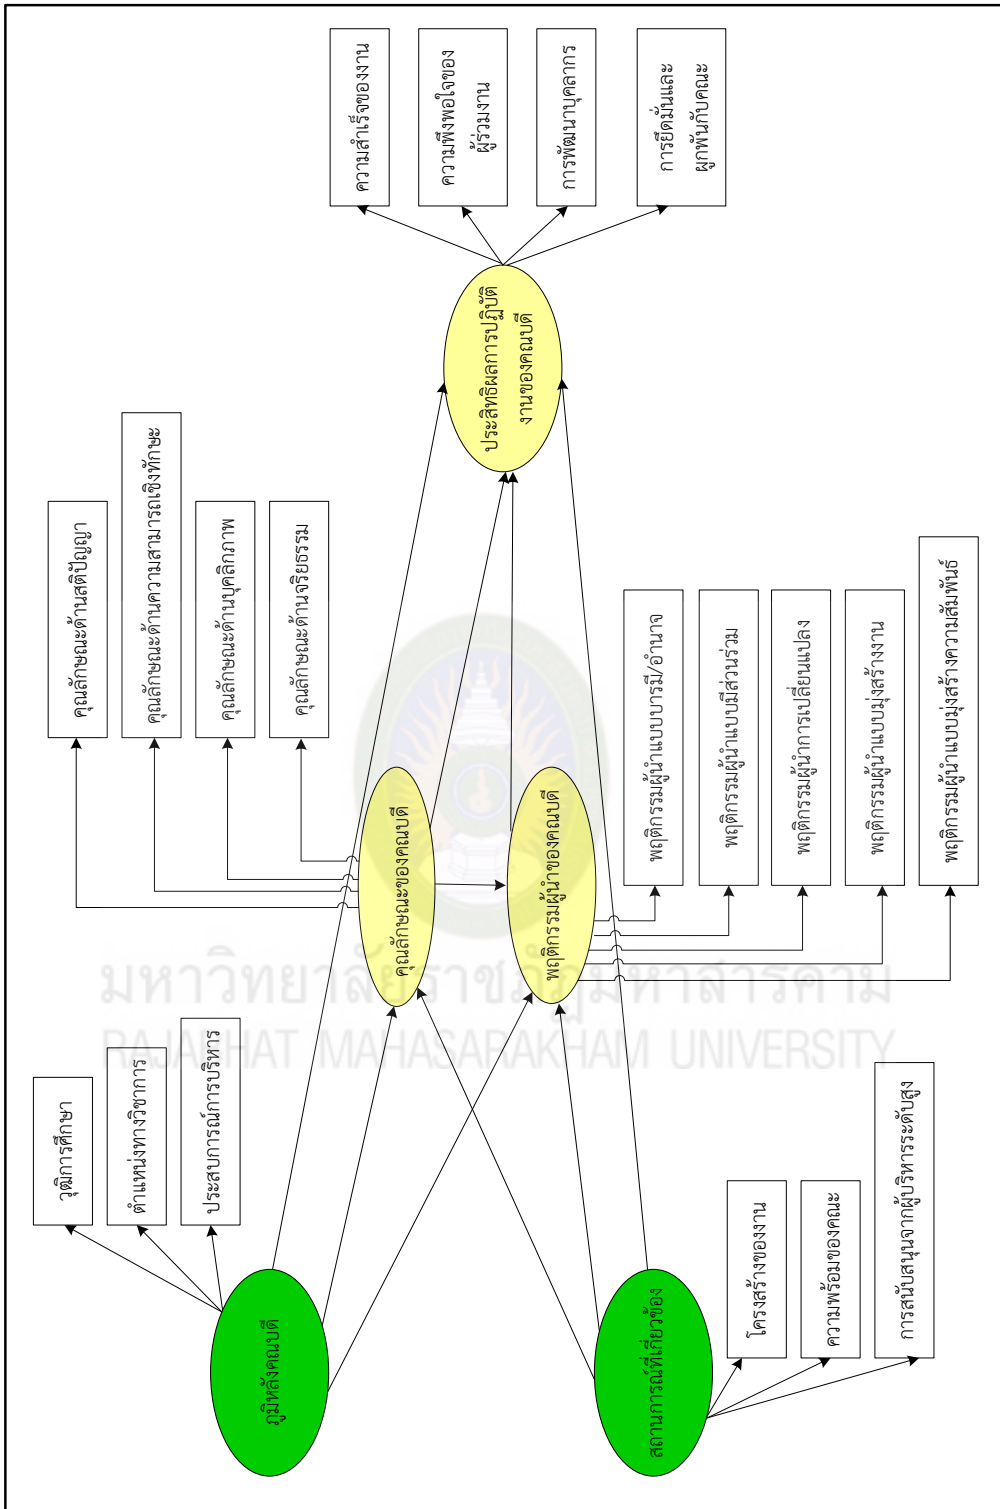 วุฒิการศึกษา
ตำแหน่งทางวิชาการ
ประสบการณ์การบริหาร
ภูมิหลังคณบดี
สถานการณ์ที่เกี่ยวข้อง
โครงสร้างของงาน
ความพร้อมของคณะ
การสนับสนุนจากผู้บริหารระดับสูง
คุณลักษณะด้านสติปัญญา
คุณลักษณะด้านความสามารถเชิงทักษะ
คุณลักษณะด้านบุคลิกภาพ
คุณลักษณะด้านจริยธรรม
คุณลักษณะของคณบดี
พฤติกรรมผู้นำของคณบดี
พฤติกรรมผู้นำแบบบารมี/อำนาจ
พฤติกรรมผู้นำแบบมีส่วนร่วม
พฤติกรรมผู้นำการเปลี่ยนแปลง
พฤติกรรมผู้นำแบบมุ่งสร้างงาน
พฤติกรรมผู้นำแบบมุ่งสร้างความสัมพันธ์
ประสิทธิผลการปฏิบัติ
งานของคณบดี
ความสำเร็จของงาน
ความพึงพอใจของ
ผู้ร่วมงาน
การพัฒนาบุคลากร
การยึดมั่นและ
ผูกพันกับคณะ
มหาวิทยาลัยราชภัฏมหาสารคาม
RAJABHAT MAHASARAKHAM UNIVERSITY